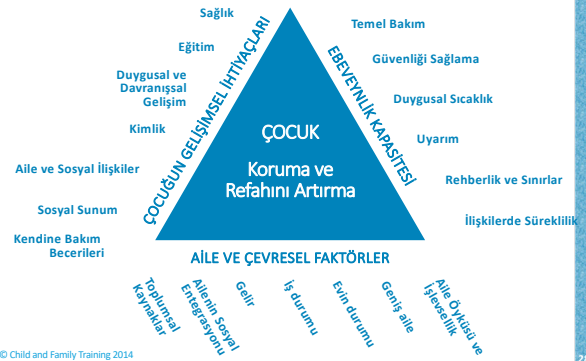 Sağlık
Eğitim
Duygusal ve
Davranışsal
Gelişim
Kimlik
Aile ve Sosyal İlişkiler
Sosyal Sunum
Kendine Bakım
Becerileri
ÇOCUĞUN GELİŞİMSEL İHTİYAÇLARI
ÇOCUK
Koruma ve
Refahını Artırma
EBEVEYNLİK KAPASİTESİ
Temel Bakım
Güvenliği Sağlama
Duygusal Sıcaklık
Uyarım
Rehberlik ve Sınırlar
İlişkilerde Süreklilik
AİLE VE ÇEVRESEL FAKTÖRLER
Toplumsal
Kaynaklar
Ailenin Sosyal
Entegrasyonu
Gelir
İş durumu
Evin durumu
Geniş aile
Aile Öyküsü ve
İşlevsellik
© Child and Family Training 2014